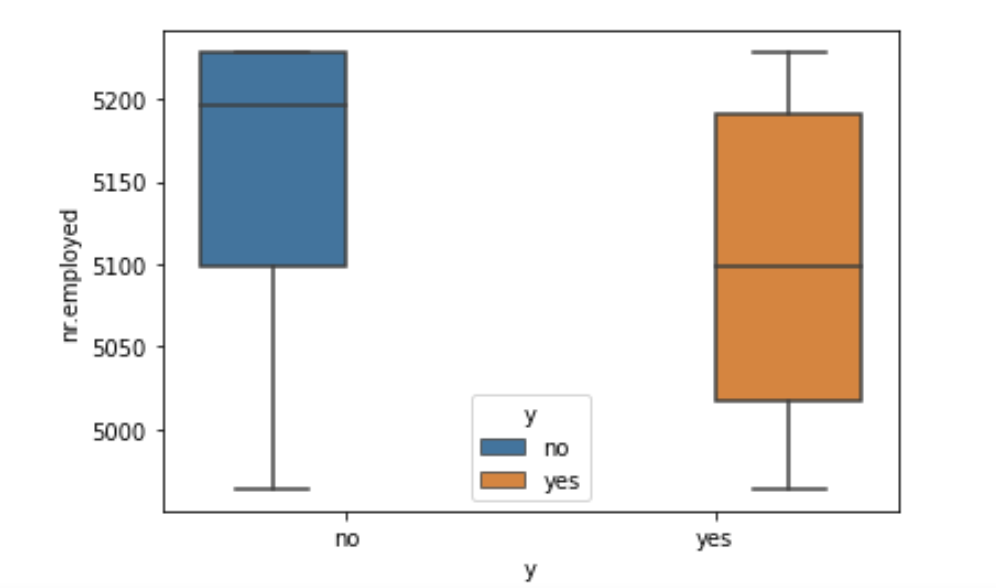 nr.employed
5200
5150
5100
5050
5000
y
no
yes
no
yes
y